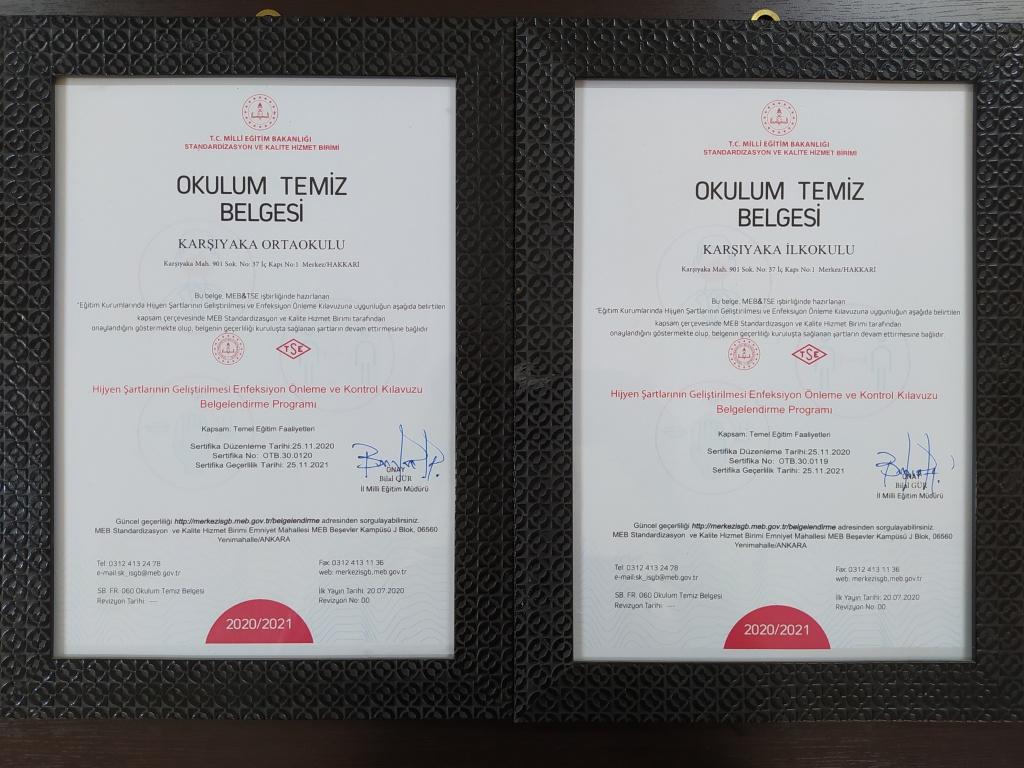 T.C. MİLLİ EĞİTİM BAKANLIĞI
STANDARDİZASYON VE KALİTE HİZMET BİRİMİ
OKULUM TEMİZ
BELGESİ
KARŞIYAKA ORTAOKULU
Karşıyaka Mah. 901 Sok. No: 37 İç Kapı No:1 Merkez/HAKKARİ
Bu belge, MEB&TSE işbirliğinde hazırlanan
"Eğitim Kurumlarında Hijyen Şartlarının Geliştirilmesi ve Enfeksiyon Önleme Kılavuzuna uygunluğun aşağıda belirtilen
kapsam çerçevesinde MEB Standardizasyon ve Kalite Hizmet Birimi tarafından
onaylandığını göstermekte olup, belgenin geçerliliği kuruluşta sağlanan şartların devam ettirmesine bağlıdır.
TSE
Hijyen Şartlarının Geliştirilmesi Enfeksiyon Önleme ve Kontrol Kılavuzu
Belgelendirme Programı
Kapsam: Temel Eğitim Faaliyetleri
Sertifika Düzenleme Tarihi:25.11.2020
Sertifika No: OTB.30.0120
Sertifika Geçerlilik Tarihi: 25.11.2021
ONAY
Bilal GÜR
İl Milli Eğitim Müdürü
Güncel geçerliliği http://merkezisgb.meb.gov.tr/belgelendirme adresinden sorgulayabilirsiniz.
MEB Standardizasyon ve Kalite Hizmet Birimi Emniyet Mahallesi MEB Beşevler Kampüsü J Blok, 06560
Yenimahalle/ANKARA
Tel: 0312 413 24 78
e-mail:sk_isgb@meb.gov.tr
Fax: 0312 413 11 36
web: merkezisgb.meb.gov.tr
SB. FR. 060 Okulum Temiz Belgesi
Revizyon Tarihi: ---
İlk Yayın Tarihi: 20.07.2020
Revizyon No: 00
2020/2021
T.C. MİLLİ EĞİTİM BAKANLIĞI
STANDARDİZASYON VE KALİTE HİZMET BİRİMİ
OKULUM TEMİZ
BELGESİ
KARŞIYAKA İLKOKULU
Karşıyaka Mah. 901 Sok. No: 37 İç Kapı No:1 Merkez/HAKKARİ
Bu belge, MEB&TSE işbirliğinde hazırlanan
"Eğitim Kurumlarında Hijyen Şartlarının Geliştirilmesi ve Enfeksiyon Önleme Kılavuzuna uygunluğun aşağıda belirtilen
kapsam çerçevesinde MEB Standardizasyon ve Kalite Hizmet Birimi tarafından
onaylandığını göstermekte olup, belgenin geçerliliği kuruluşta sağlanan şartların devam ettirmesine bağlıdır.
TSE
Hijyen Şartlarının Geliştirilmesi Enfeksiyon Önleme ve Kontrol Kılavuzu
Belgelendirme Programı
Kapsam: Temel Eğitim Faaliyetleri
Sertifika Düzenleme Tarihi:25.11.2020
Sertifika No: OTB.30.0119
Sertifika Geçerlilik Tarihi: 25.11.2021
ONAY
Bilal GÜR
İl Milli Eğitim Müdürü
Güncel geçerliliği http://merkezisgb.meb.gov.tr/belgelendirme adresinden sorgulayabilirsiniz.
MEB Standardizasyon ve Kalite Hizmet Birimi Emniyet Mahallesi MEB Beşevler Kampüsü J Blok, 06560
Yenimahalle/ANKARA
Tel: 0312 413 24 78
e-mail:sk_isgb@meb.gov.tr
Fax: 0312 413 11 36
web: merkezisgb.meb.gov.tr
SB. FR. 060 Okulum Temiz Belgesi
Revizyon Tarihi: ---
İlk Yayın Tarihi: 20.07.2020
Revizyon No: 00
2020/2021